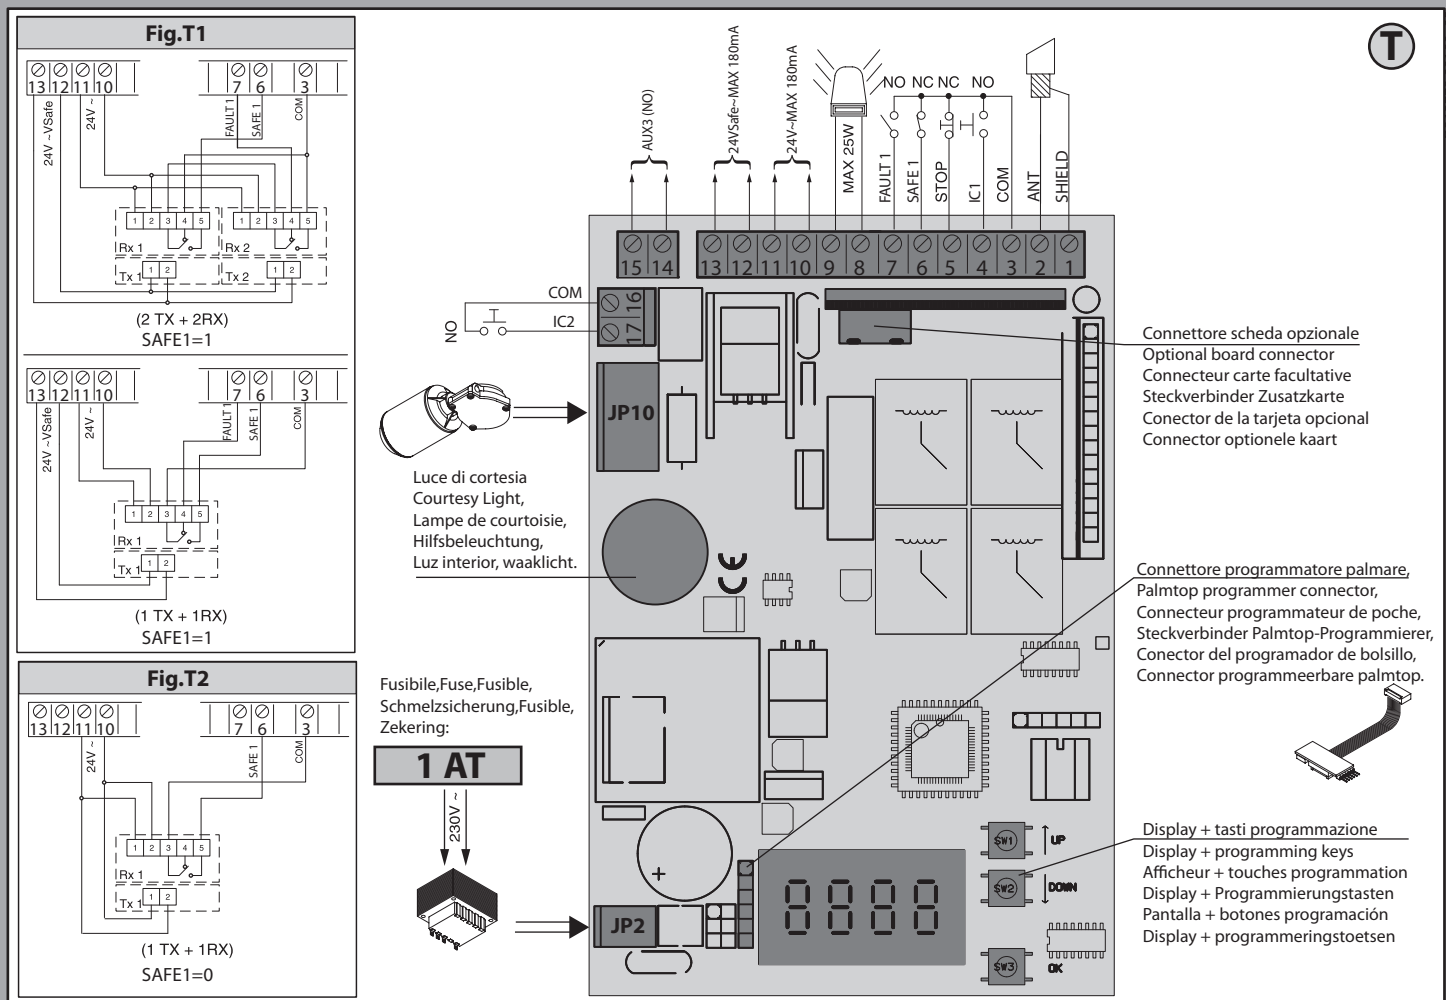 Fig.T1
13 12 11 10 7 6 3
24V ~VSafe
24V ~
FAULT 1
SAFE 1
COM
1 2 3 4 5
1 2 3 4 5
Rx 1
Rx 2
Tx 1
1 2
Tx 2
1 2
(2 TX + 2RX)
SAFE1=1
13 12 11 10 7 6 3
24V ~VSafe
24V ~
FAULT 1
SAFE 1
COM
1 2 3 4 5
Rx 1
Tx 1
1 2
(1 TX + 1RX)
SAFE1=1
Fig.T2
13 12 11 10 7 6 3
24V ~
SAFE 1
COM
1 2 3 4 5
Rx 1
Tx 1
1 2
(1 TX + 1RX)
SAFE1=0
T
AUX3 (NO)
24VSafe~MAX 180mA
24V~MAX 180mA
MAX 25W
NO NC NC NO
FAULT 1
SAFE 1
STOP
IC1
COM
ANT
SHIELD
15 14 13 12 11 10 9 8 7 6 5 4 3 2 1
COM
16
IC2
17
NO
JP10
Luce di cortesia
Courtesy Light,
Lampe de courtoisie,
Hilfsbeleuchtung,
Luz interior, waaklicht.
CE
Fusibile,Fuse,Fusible,
Schmelzsicherung,Fusible,
Zekering:
1 AT
230V ~
JP2
+
8888
SW1
UP
SW2
DOWN
SW3
OK
Connettore scheda opzionale
Optional board connector
Connecteur carte facultative
Steckverbinder Zusatzkarte
Conector de la tarjeta opcional
Connector optionele kaart
Connettore programmatore palmare,
Palmtop programmer connector,
Connecteur programmateur de poche,
Steckverbinder Palmtop-Programmierer,
Conector del programador de bolsillo,
Connector programmeerbare palmtop.
Display + tasti programmazione
Display + programming keys
Afficheur + touches programmation
Display + Programmierungstasten
Pantalla + botones programación
Display + programmeringstoetsen